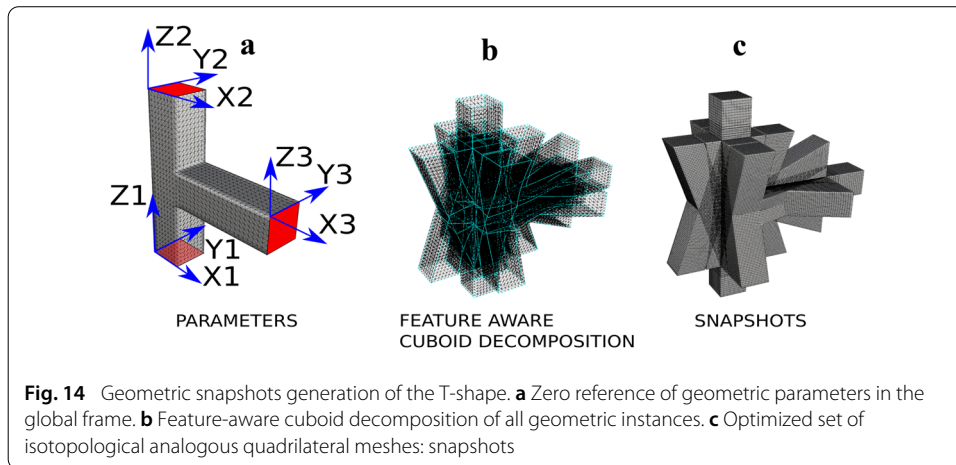 a
b
c
Z2
Y2
X2
Z3
Y3
X3
Z1
Y1
X1
PARAMETERS
FEATURE AWARE
CUBOID DECOMPOSITION
SNAPSHOTS
Fig. 14 Geometric snapshots generation of the T-shape. a Zero reference of geometric parameters in the
global frame. b Feature-aware cuboid decomposition of all geometric instances. c Optimized set of
isotopological analogous quadrilateral meshes: snapshots